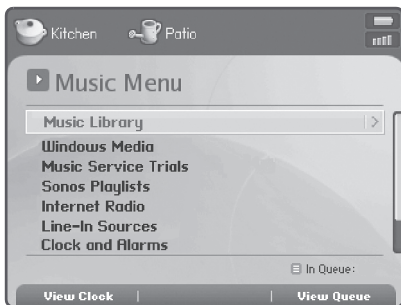 Kitchen Patio
Music Menu
Music Library
Windows Media
Music Service Trials
Sonos Playlists
Internet Radio
Line-In Sources
Clock and Alarms
In Queue:
View Clock View Queue